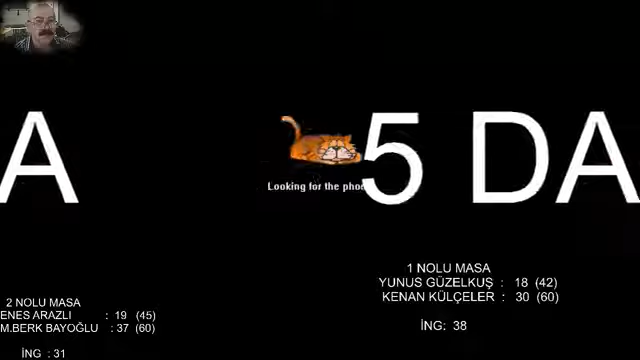 A
5 DA
Looking for the pho
1 NOLU MASA
YUNUS GÜZELKUŞ : 18 (42)
KENAN KÜLÇELER : 30 (60)
İNG: 38
2 NOLU MASA
ENES ARAZLI : 19 (45)
M.BERK BAYOĞLU : 37 (60)
İNG : 31